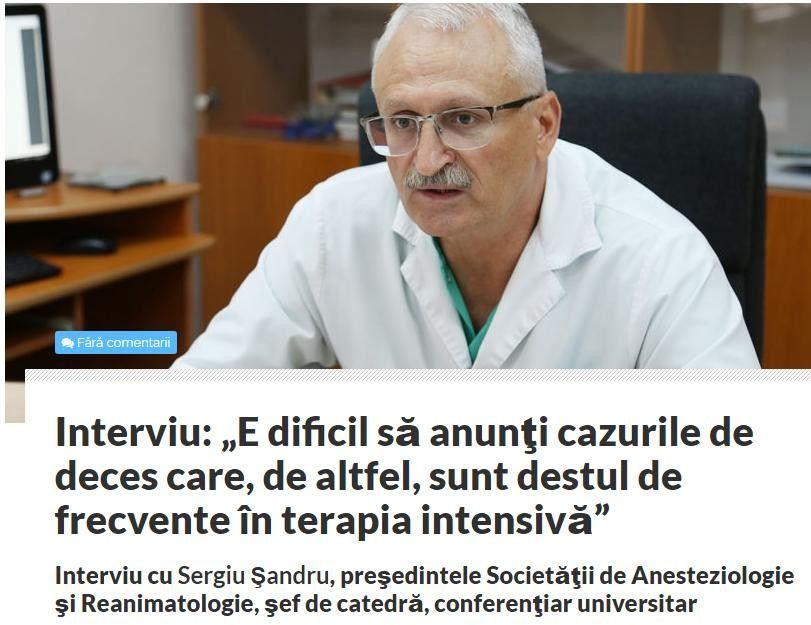 Fără comentarii
Interviu: „E dificil să anunţi cazurile de
deces care, de altfel, sunt destul de
frecvente în terapia intensivă”
Interviu cu Sergiu Şandru, preşedintele Societăţii de Anesteziologie
şi Reanimatologie, şef de catedră, conferenţiar universitar